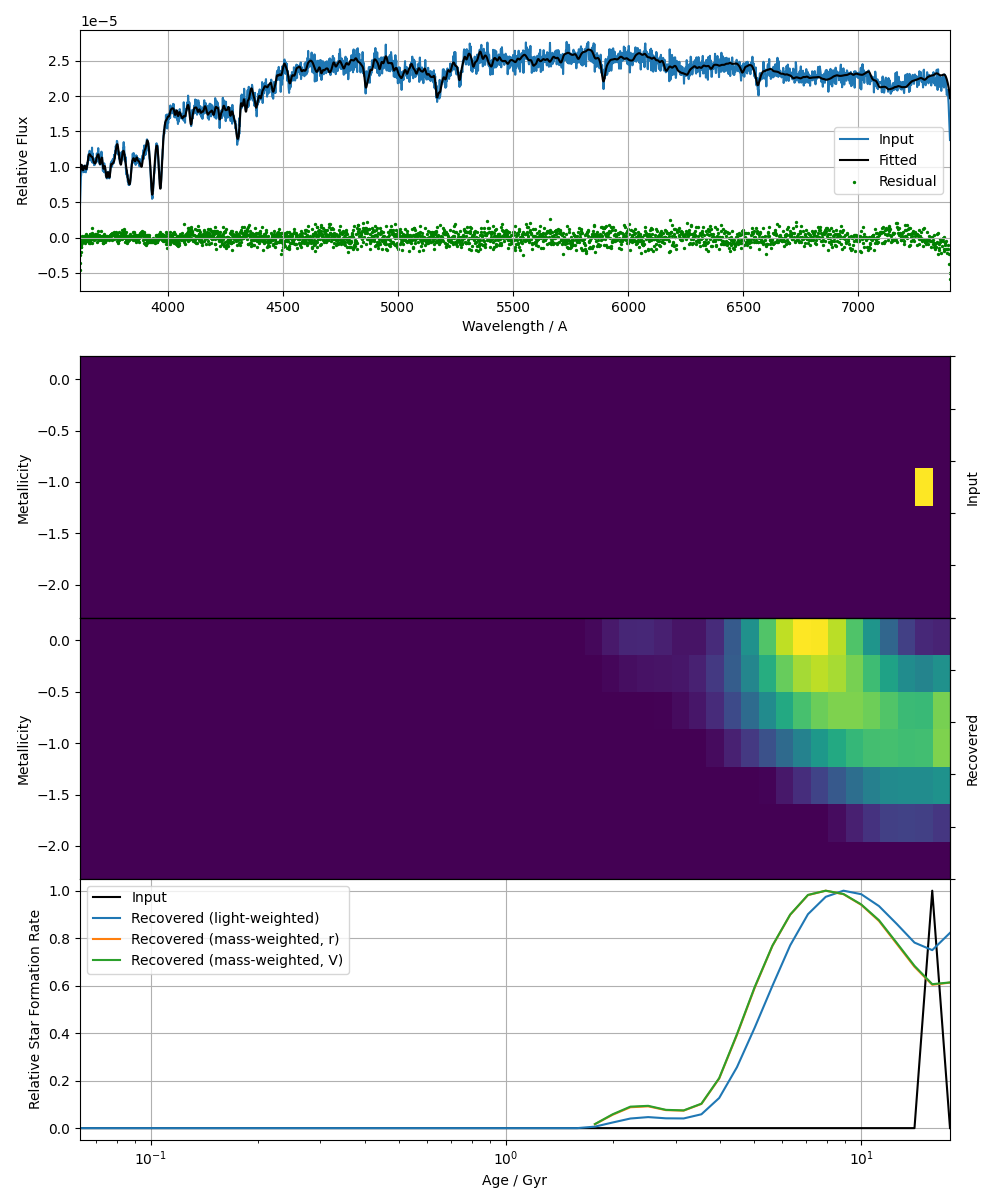 1e−5
2.5
2.0
1.5
1.0
0.5
0.0
−0.5
Relative Flux
Input
Fitted
Residual
4000
4500
5000
5500
6000
6500
7000
Wavelength / A
0.0
−0.5
−1.0
−1.5
−2.0
Metallicity
Input
0.0
−0.5
−1.0
−1.5
−2.0
Metallicity
Recovered
1.0
0.8
0.6
0.4
0.2
0.0
Relative Star Formation Rate
Input
Recovered (light-weighted)
Recovered (mass-weighted, r)
Recovered (mass-weighted, V)
10⁻¹
10⁰
10¹
Age / Gyr